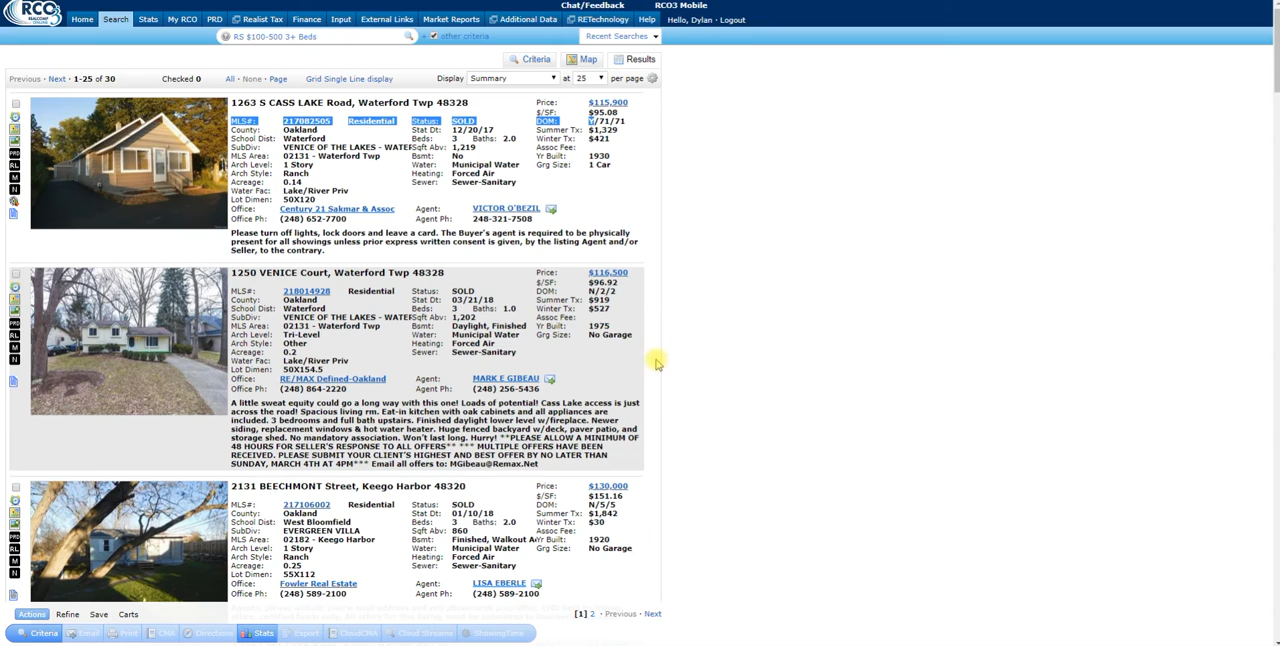 Chat/Feedback RCO3 Mobile
RCO3
REALCOMP
ONLINE
Home Search Stats My RCO PRD Realist Tax Finance Input External Links Market Reports Additional Data RETechnology Help Hello, Dylan - Logout
RS $100-500 3+ Beds + other criteria Recent Searches
Criteria Map Results
Previous · Next · 1-25 of 30 Checked 0 All · None · Page Grid Single Line display Display Summary at 25 per page
1263 S CASS LAKE Road, Waterford Twp 48328 Price: $115,900
$/SF: $95.08
MLS#: 217082505 Residential Status: SOLD DOM: Y/71/71
County: Oakland Stat Dt: 12/20/17 Summer Tx: $1,329
School Dist: Waterford Beds: 3 Baths: 2.0 Winter Tx: $421
SubDiv: VENICE OF THE LAKES - WATER Sqft Abv: 1,219 Assoc Fee:
MLS Area: 02131 - Waterford Twp Bsmt: No Yr Built: 1930
Arch Level: 1 Story Water: Municipal Water Grg Size: 1 Car
Arch Style: Ranch Heating: Forced Air
Acreage: 0.14 Sewer: Sewer-Sanitary
Water Fac: Lake/River Priv
Lot Dimen: 50X120
Office: Century 21 Sakmar & Assoc Agent: VICTOR O'BEZIL
Office Ph: (248) 652-7700 Agent Ph: 248-321-7508
Please turn off lights, lock doors and leave a card. The Buyer's agent is required to be physically
present for all showings unless prior express written consent is given, by the listing Agent and/or
Seller, to the contrary.
1250 VENICE Court, Waterford Twp 48328 Price: $116,500
$/SF: $96.92
MLS#: 218014928 Residential Status: SOLD DOM: N/2/2
County: Oakland Stat Dt: 03/21/18 Summer Tx: $919
School Dist: Waterford Beds: 3 Baths: 1.0 Winter Tx: $527
SubDiv: VENICE OF THE LAKES - WATER Sqft Abv: 1,202 Assoc Fee:
MLS Area: 02131 - Waterford Twp Bsmt: Daylight, Finished Yr Built: 1975
Arch Level: Tri-Level Water: Municipal Water Grg Size: No Garage
Arch Style: Other Heating: Forced Air
Acreage: 0.2 Sewer: Sewer-Sanitary
Water Fac: Lake/River Priv
Lot Dimen: 50X154.5
Office: RE/MAX Defined-Oakland Agent: MARK E GIBEAU
Office Ph: (248) 864-2220 Agent Ph: (248) 256-5436
A little sweat equity could go a long way with this one! Loads of potential! Cass Lake access is just
across the road! Spacious living rm. Eat-in kitchen with oak cabinets and all appliances are
included. 3 bedrooms and full bath upstairs. Finished daylight lower level w/fireplace. Newer
siding, replacement windows & hot water heater. Huge fenced backyard w/deck, paver patio, and
storage shed. No mandatory association. Won't last long. Hurry! **PLEASE ALLOW A MINIMUM OF
48 HOURS FOR SELLER'S RESPONSE TO ALL OFFERS** *** MULTIPLE OFFERS HAVE BEEN
RECEIVED. PLEASE SUBMIT YOUR CLIENT'S HIGHEST AND BEST OFFER BY NO LATER THAN
SUNDAY, MARCH 4TH AT 4PM*** Email all offers to: MGibeau@Remax.Net
2131 BEECHMONT Street, Keego Harbor 48320 Price: $130,000
$/SF: $151.16
MLS#: 217106002 Residential Status: SOLD DOM: N/5/5
County: Oakland Stat Dt: 01/10/18 Summer Tx: $1,842
School Dist: West Bloomfield Beds: 3 Baths: 2.0 Winter Tx: $30
SubDiv: EVERGREEN VILLA Sqft Abv: 860 Assoc Fee:
MLS Area: 02182 - Keego Harbor Bsmt: Finished, Walkout A Yr Built: 1920
Arch Level: 1 Story Water: Municipal Water Grg Size: No Garage
Arch Style: Ranch Heating: Forced Air
Acreage: 0.25 Sewer: Sewer-Sanitary
Lot Dimen: 55X112
Office: Fowler Real Estate Agent: LISA EBERLE
Office Ph: (248) 589-2100 Agent Ph: (248) 589-2100
Actions Refine Save Carts [1] 2 · Previous · Next
Criteria Email Print CMA Directions Stats Export CloudCMA Cloud Streams ShowingTime